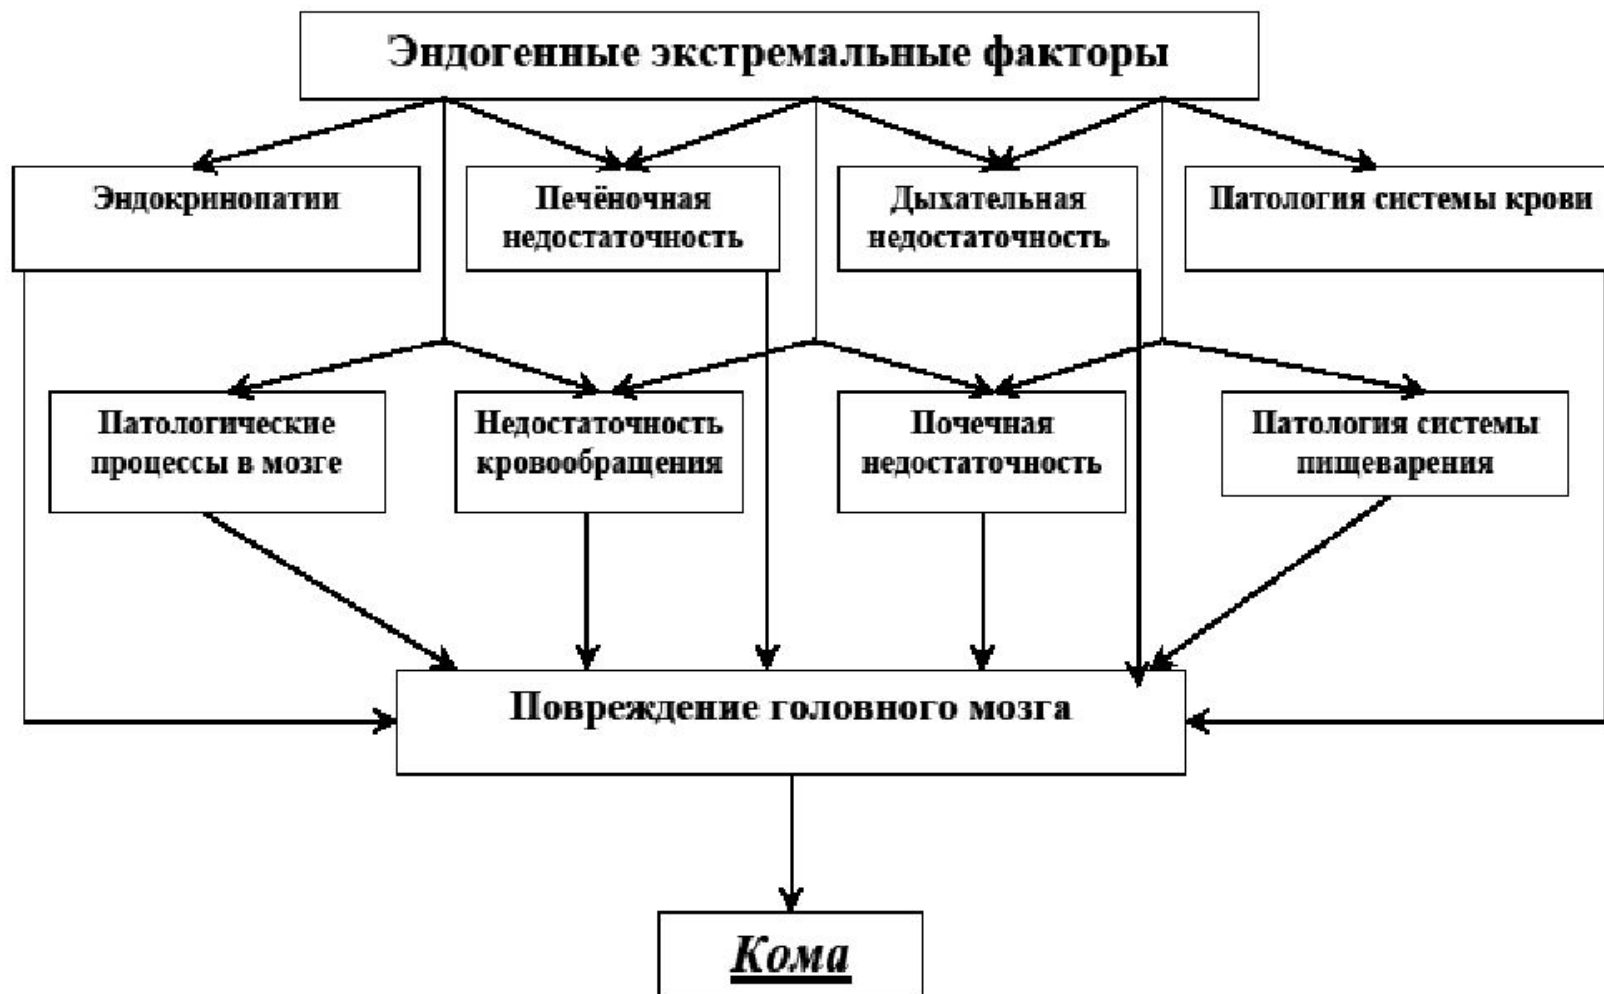 Эндогенные экстремальные факторы
Эндокринопатии
Печёночная
недостаточность
Дыхательная
недостаточность
Патология системы крови
Патологические
процессы в мозге
Недостаточность
кровообращения
Почечная
недостаточность
Патология системы
пищеварения
Повреждение головного мозга
Кома